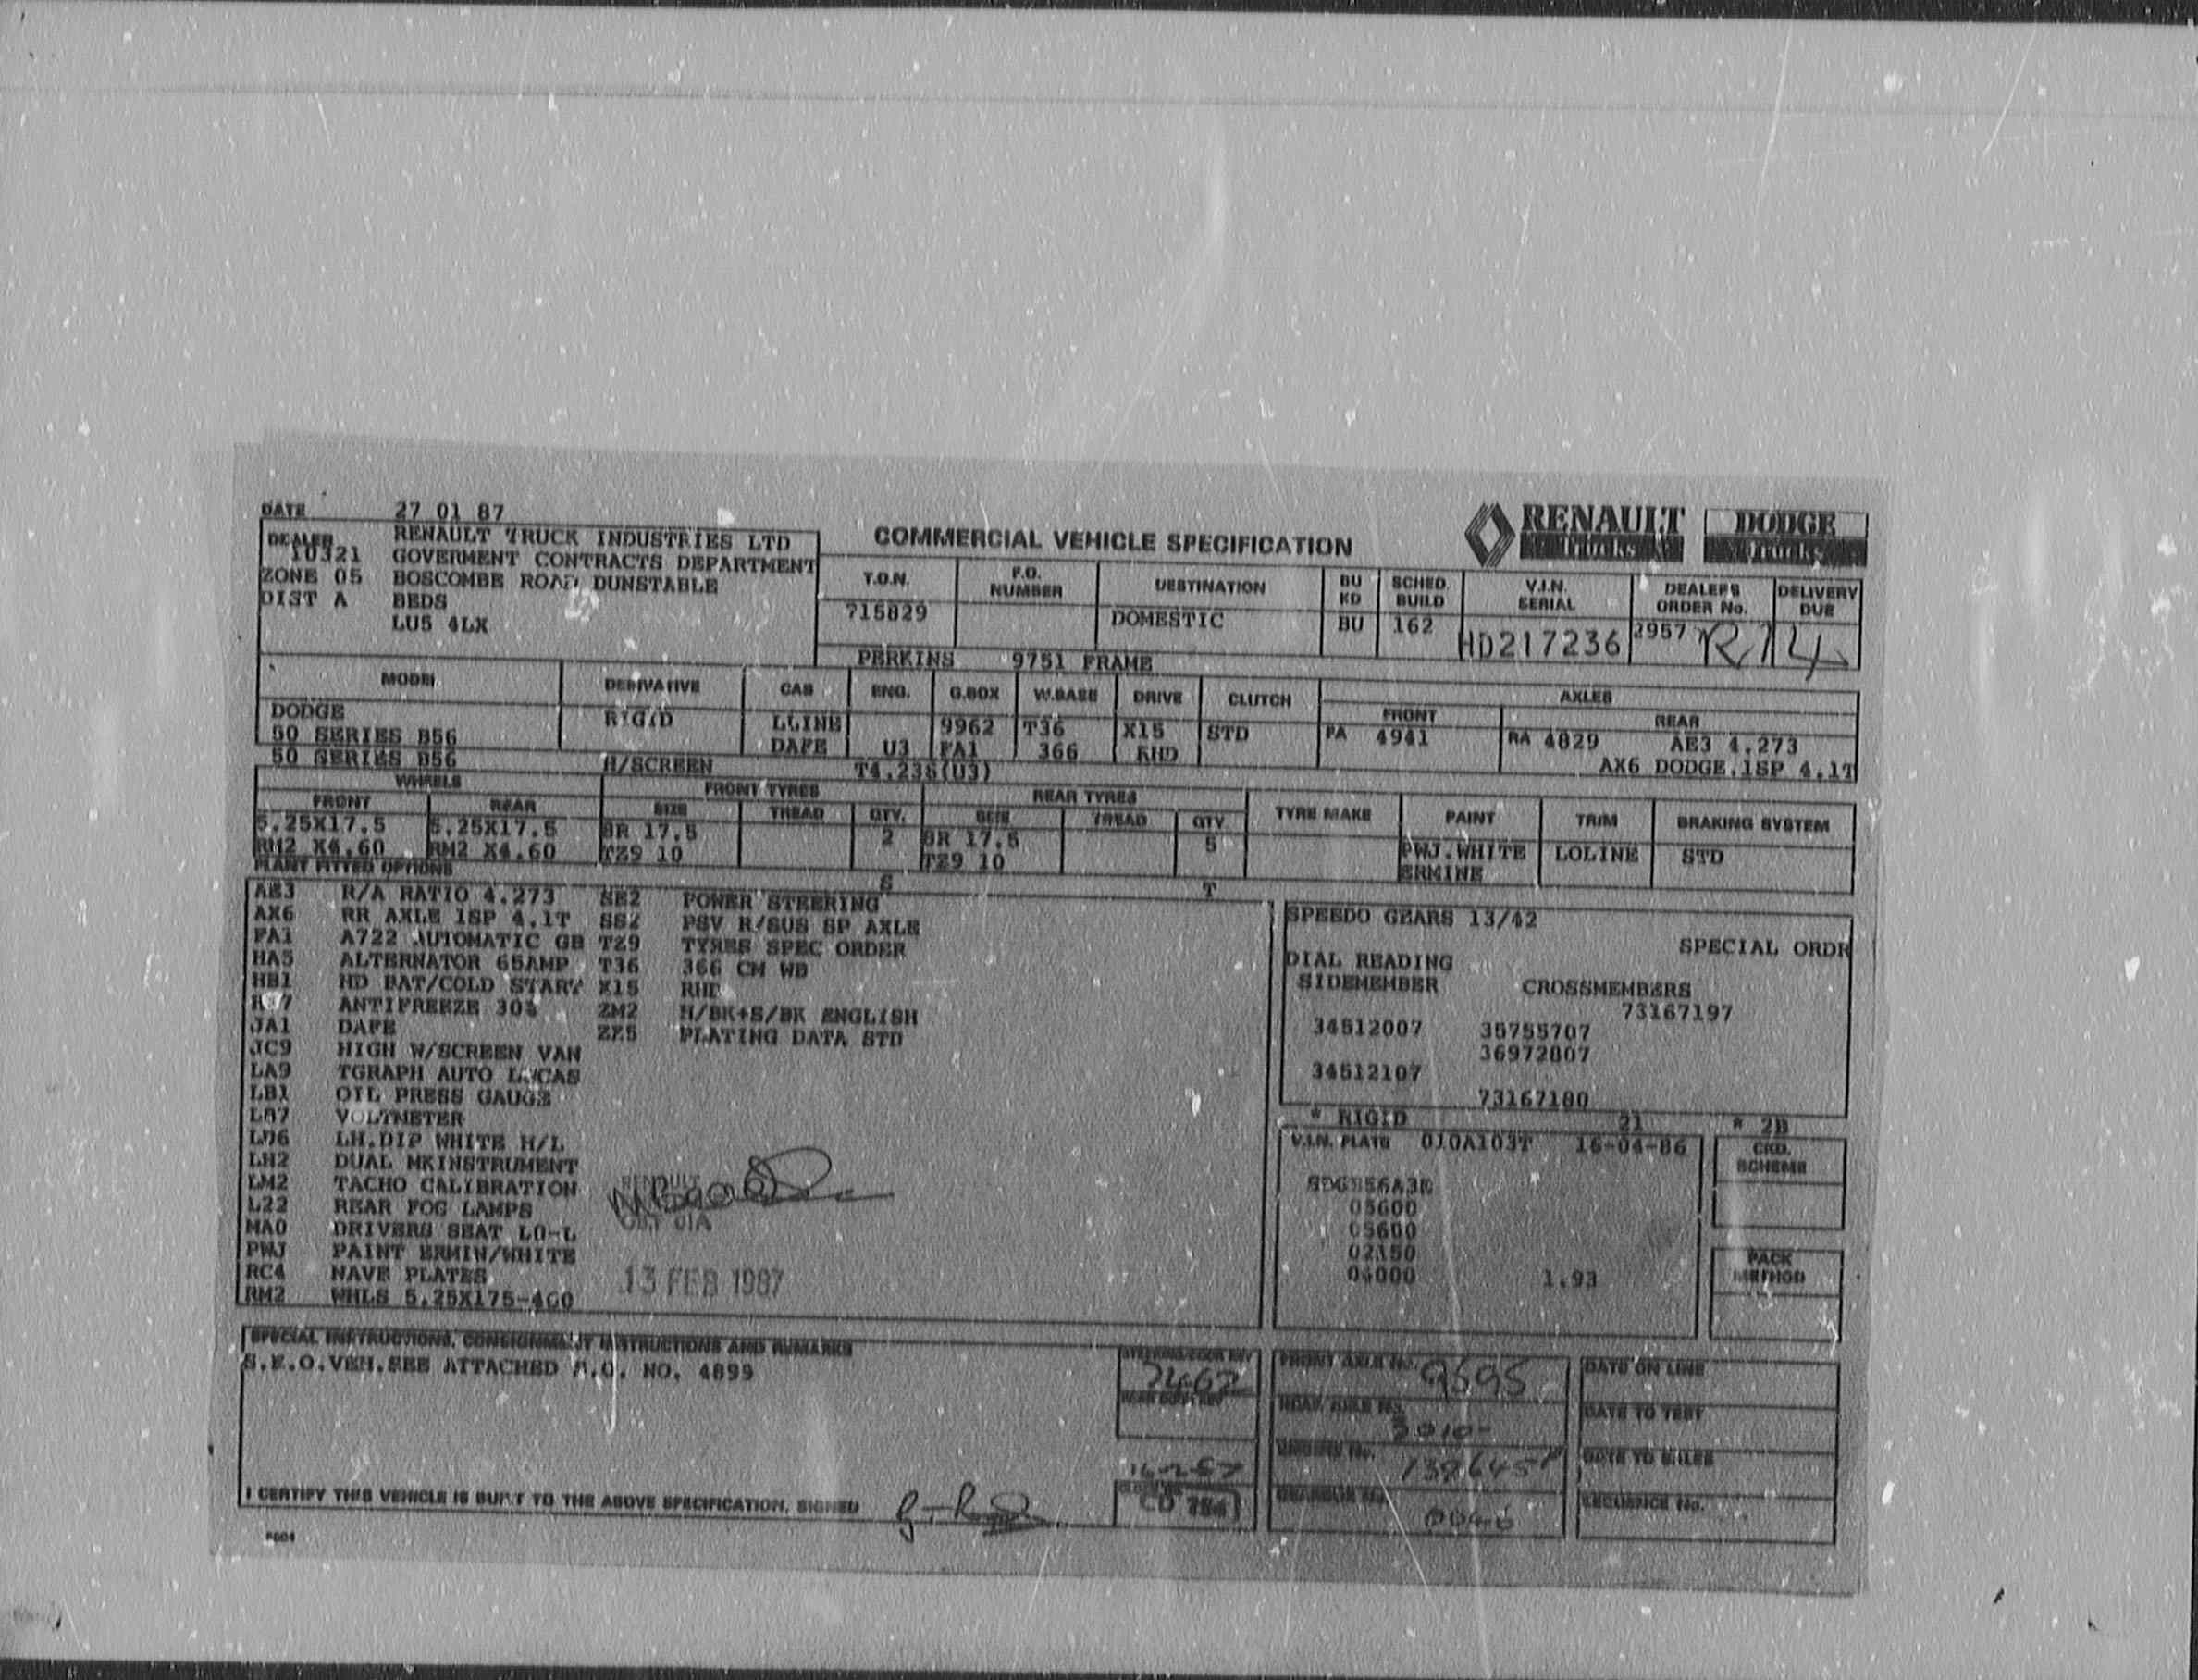 DATE 27 01 87
DEALER RENAULT TRUCK INDUSTRIES LTD
10321 GOVERMENT CONTRACTS DEPARTMENT
ZONE 05 BOSCOMBE ROAD DUNSTABLE
DIST A BEDS
LU5 4LX
COMMERCIAL VEHICLE SPECIFICATION
RENAULT DODGE
TRUCKS TRUCKS
T.O.N. P.O. NUMBER DESTINATION BU KD SCHED. BUILD V.I.N. SERIAL DEALERS ORDER No. DELIVERY DUE
715829 DOMESTIC BU 162 HD217236 2957 R14
PERKINS 9751 FRAME
MODEL DERIVATIVE CAB ENG. G.BOX W.BASE DRIVE CLUTCH AXLES
FRONT REAR
DODGE RIGID LLINE 9962 T36 X15 STD FA 4941 RA 4829 AE3 4.273
50 SERIES B56 DAFE U3 FA1 366 RHD
50 SERIES B56 H/SCREEN T4.236(U3) AX6 DODGE.1SP 4.1T
WHEELS FRONT TYRES REAR TYRES TYRE MAKE PAINT TRIM BRAKING SYSTEM
FRONT REAR SIZE TREAD QTY. SIZE TREAD QTY
5.25X17.5 5.25X17.5 8R 17.5 2 8R 17.5 5 PWJ.WHITE LOLINE STD
RM2 X4.60 RM2 X4.60 TZ9 10 TZ9 10 ERMINE
PLANT FITTED OPTIONS S T
AE3 R/A RATIO 4.273 SE2 POWER STEERING
AX6 RR AXLE 1SP 4.1T SS2 PSV R/SUS SP AXLE
FA1 A722 AUTOMATIC GB TZ9 TYRES SPEC ORDER
HA5 ALTERNATOR 65AMP T36 366 CM WB
HB1 HD BAT/COLD START X15 RHD
ANTIFREEZE 30% ZM2 H/BK+S/BK ENGLISH
JA1 DAFE ZZ5 PLATING DATA STD
JC9 HIGH W/SCREEN VAN
LA9 TGRAPH AUTO LUCAS
LB1 OIL PRESS GAUGE
LB7 VOLTMETER
LD6 LH.DIP WHITE H/L
LH2 DUAL MKINSTRUMENT
LM2 TACHO CALIBRATION
L22 REAR FOG LAMPS
MA0 DRIVERS SEAT LO-L
PWJ PAINT ERMIN/WHITE
RC4 NAVE PLATES
RM2 WHLS 5.25X175-460
RENAULT
13 FEB 1987
SPEEDO GEARS 13/42
SPECIAL ORDR
DIAL READING
SIDEMEMBER CROSSMEMBERS
73167197
34512007 35755707
36972807
34512107
73167180
* RIGID 21 * 2B
V.I.N. PLATE 010A103T 16-04-86 CKD. SCHEME
05600
05600
02150
1.93
PACK METHOD
SPECIAL INSTRUCTIONS, CONSIGNMENT INSTRUCTIONS AND REMARKS
S.E.O.VEH.SEE ATTACHED NO. 4899
7462
FRONT AXLE No. 9595 DATE ON LINE
REAR AXLE No. DATE TO TEST
ENGINE No. DATE TO SALES
SEQUENCE No.
I CERTIFY THIS VEHICLE IS BUILT TO THE ABOVE SPECIFICATION. SIGNED